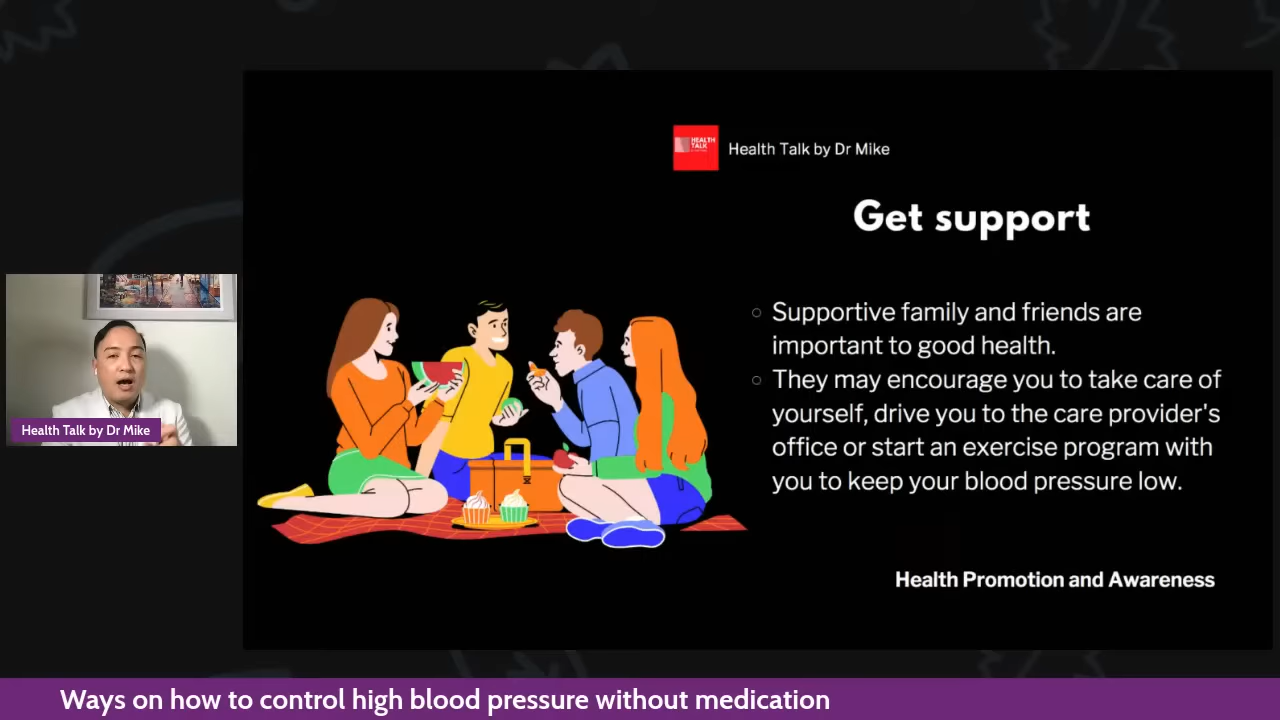 HEALTH
TALK
Health Talk by Dr Mike
Get support
Supportive family and friends are
important to good health.
They may encourage you to take care of
yourself, drive you to the care provider's
office or start an exercise program with
you to keep your blood pressure low.
Health Talk by Dr Mike
Health Promotion and Awareness
Ways on how to control high blood pressure without medication